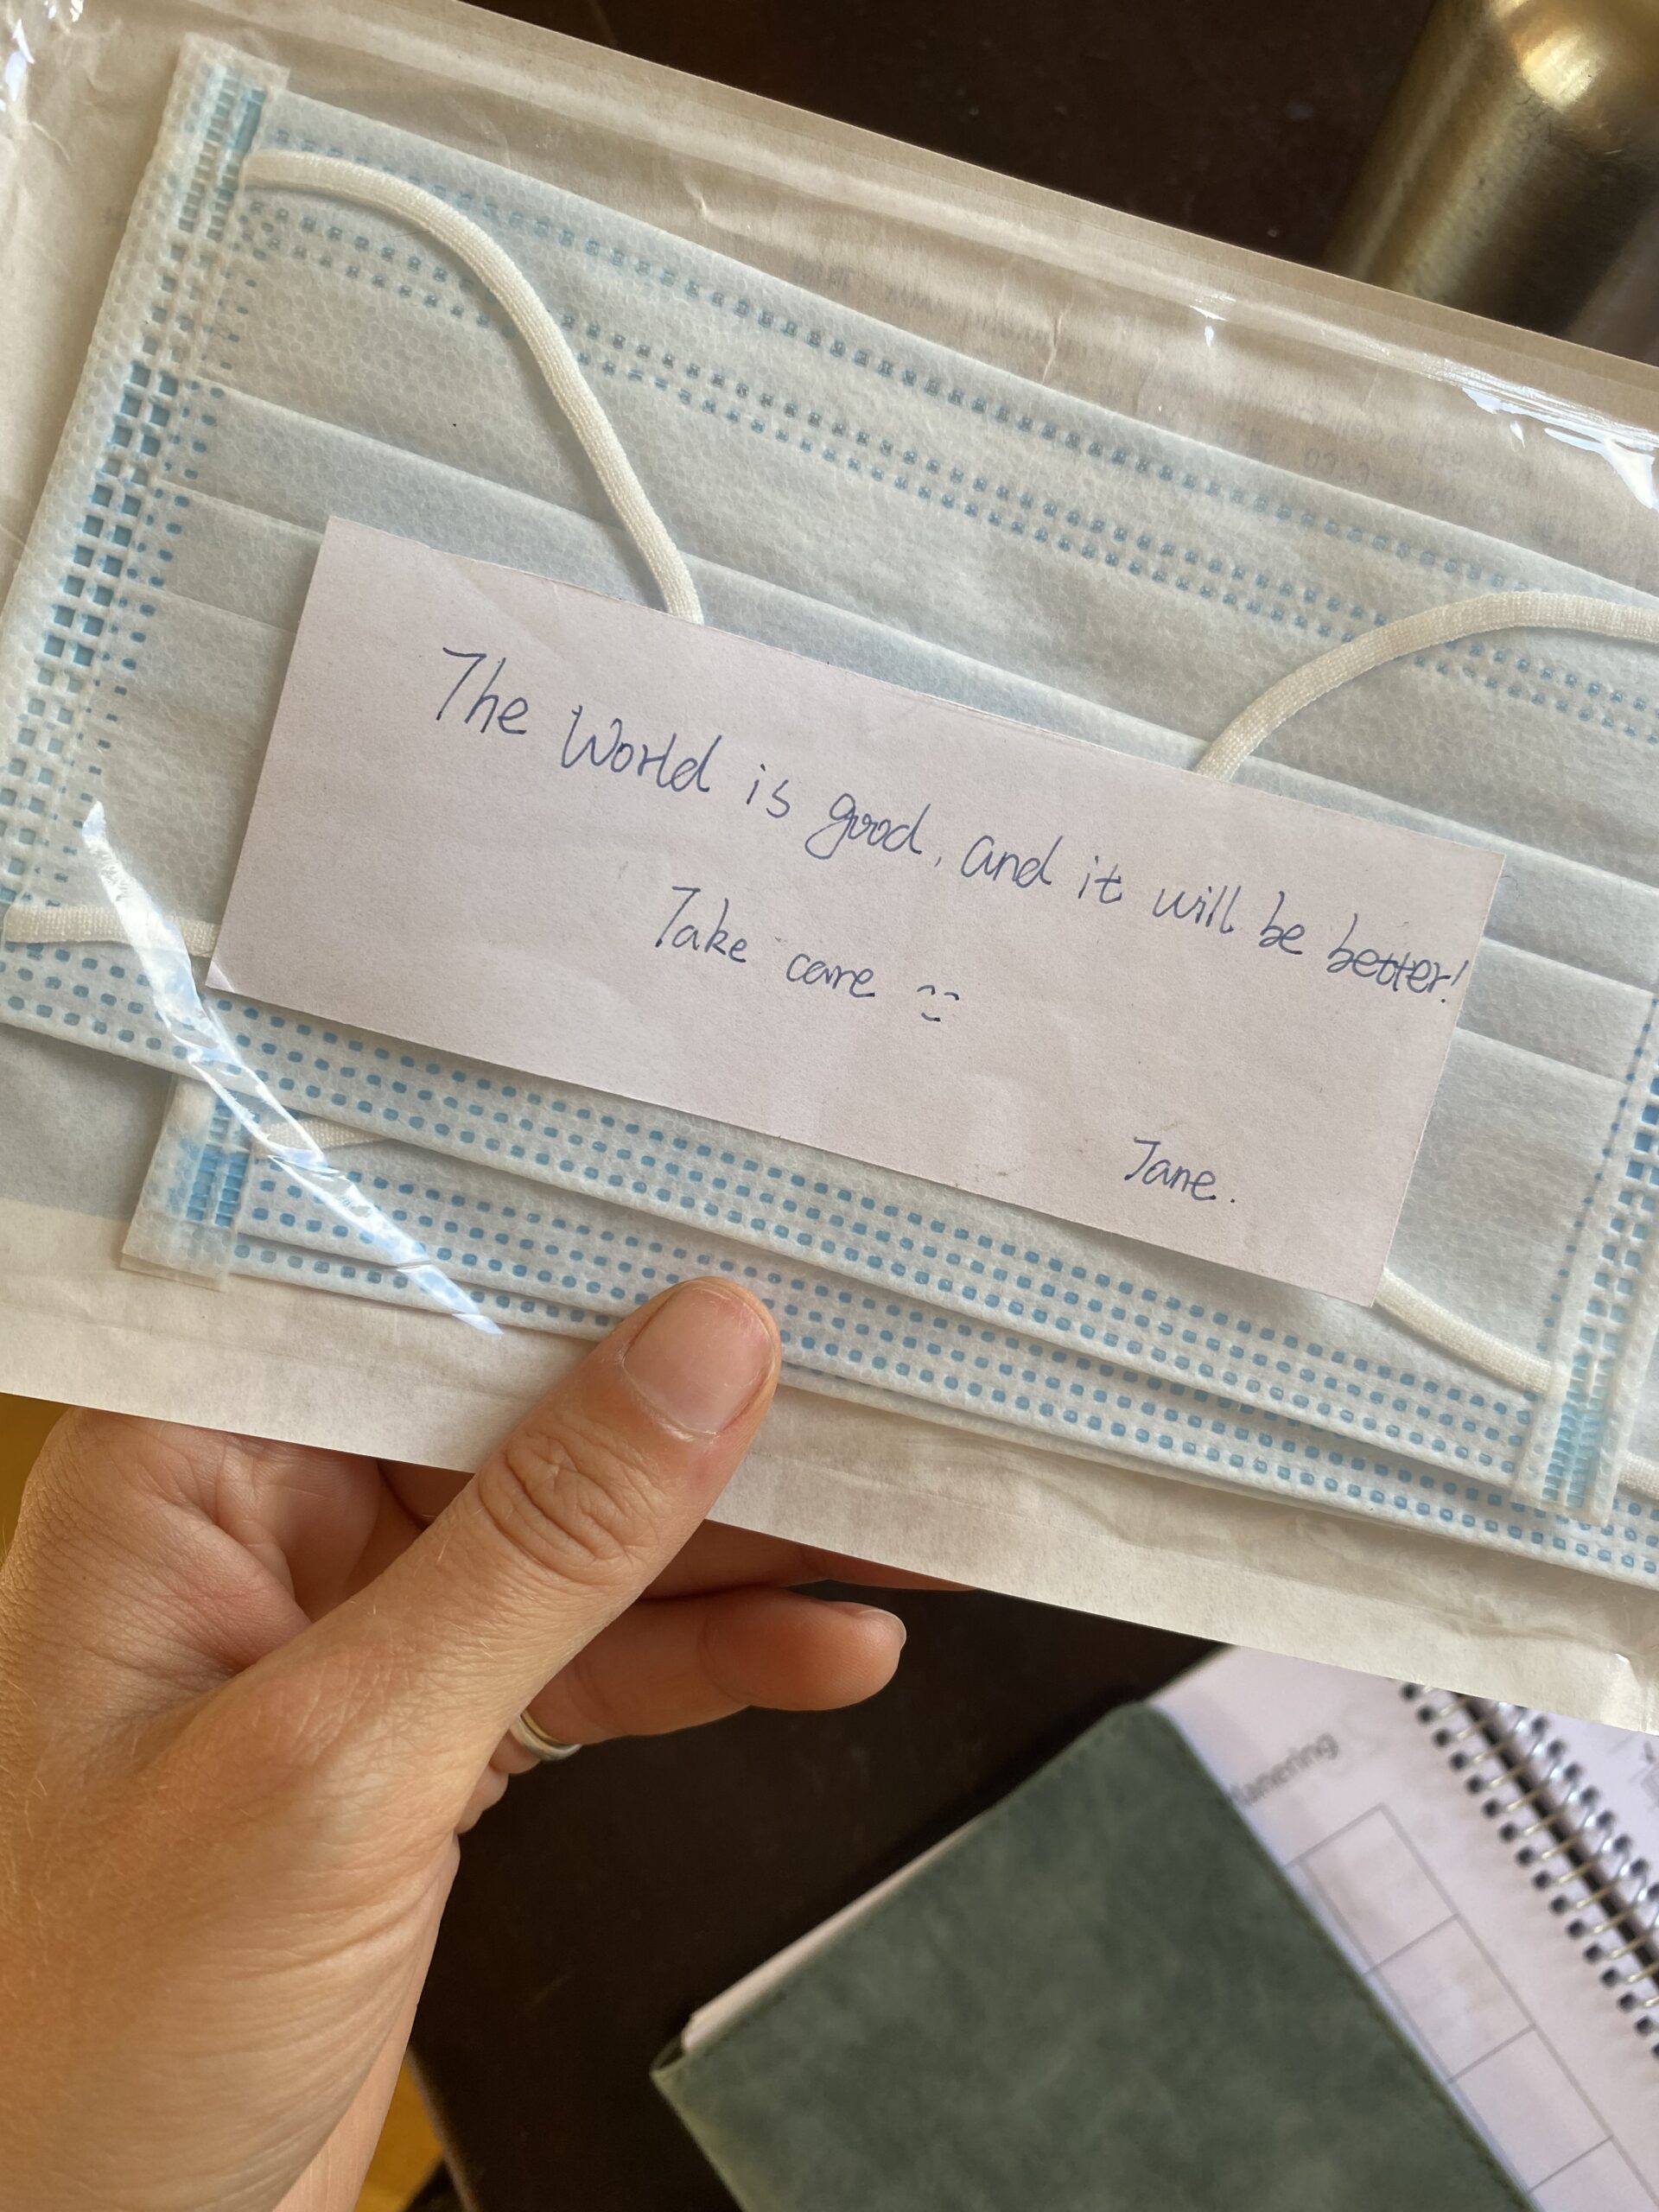 The World is good, and it will be better!
Take care
Jane.